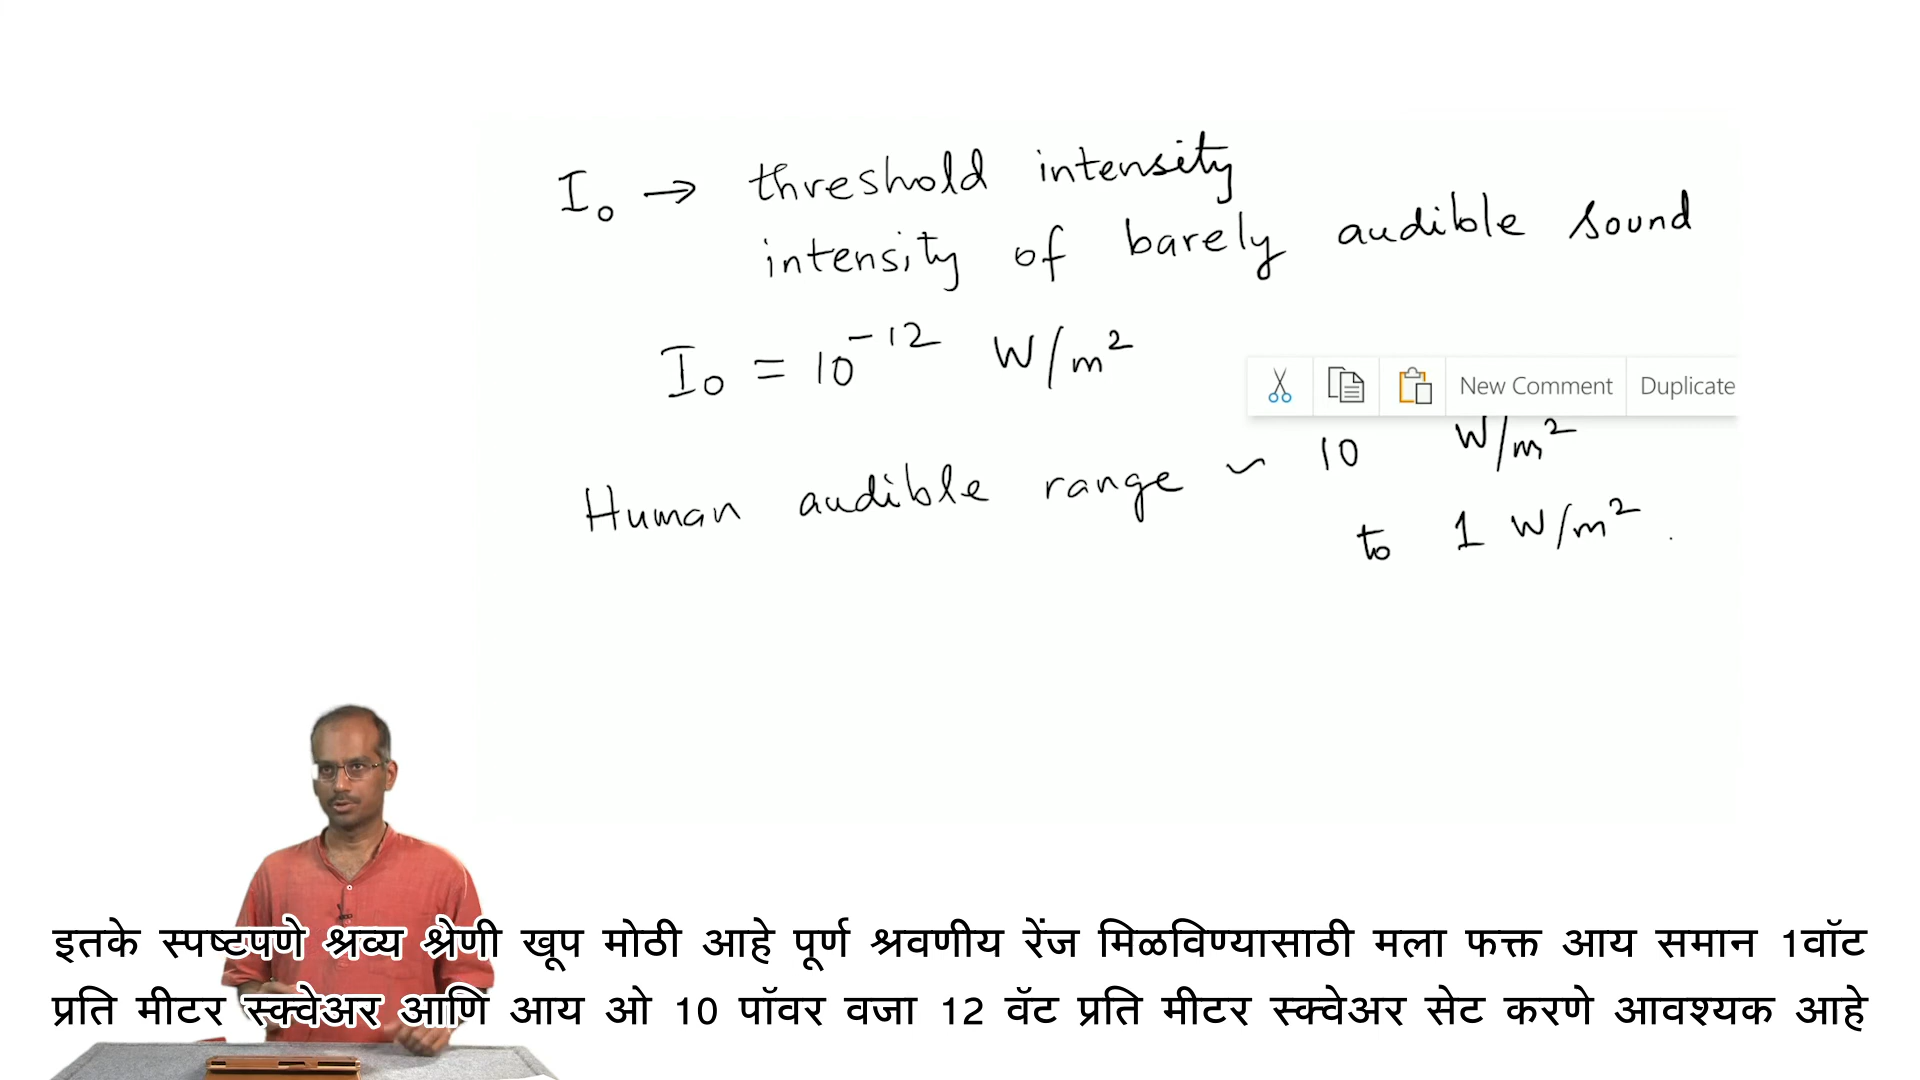 I₀ → threshold intensity
intensity of barely audible sound
I₀ = 10⁻¹² W/m²
New Comment Duplicate
Human audible range ~ 10 W/m²
to 1 W/m².
इतके स्पष्टपणे श्रव्य श्रेणी खूप मोठी आहे पूर्ण श्रवणीय रेंज मिळविण्यासाठी मला फक्त आय समान 1वॉट
प्रति मीटर स्क्वेअर आणि आय ओ 10 पॉवर वजा 12 वॅट प्रति मीटर स्क्वेअर सेट करणे आवश्यक आहे